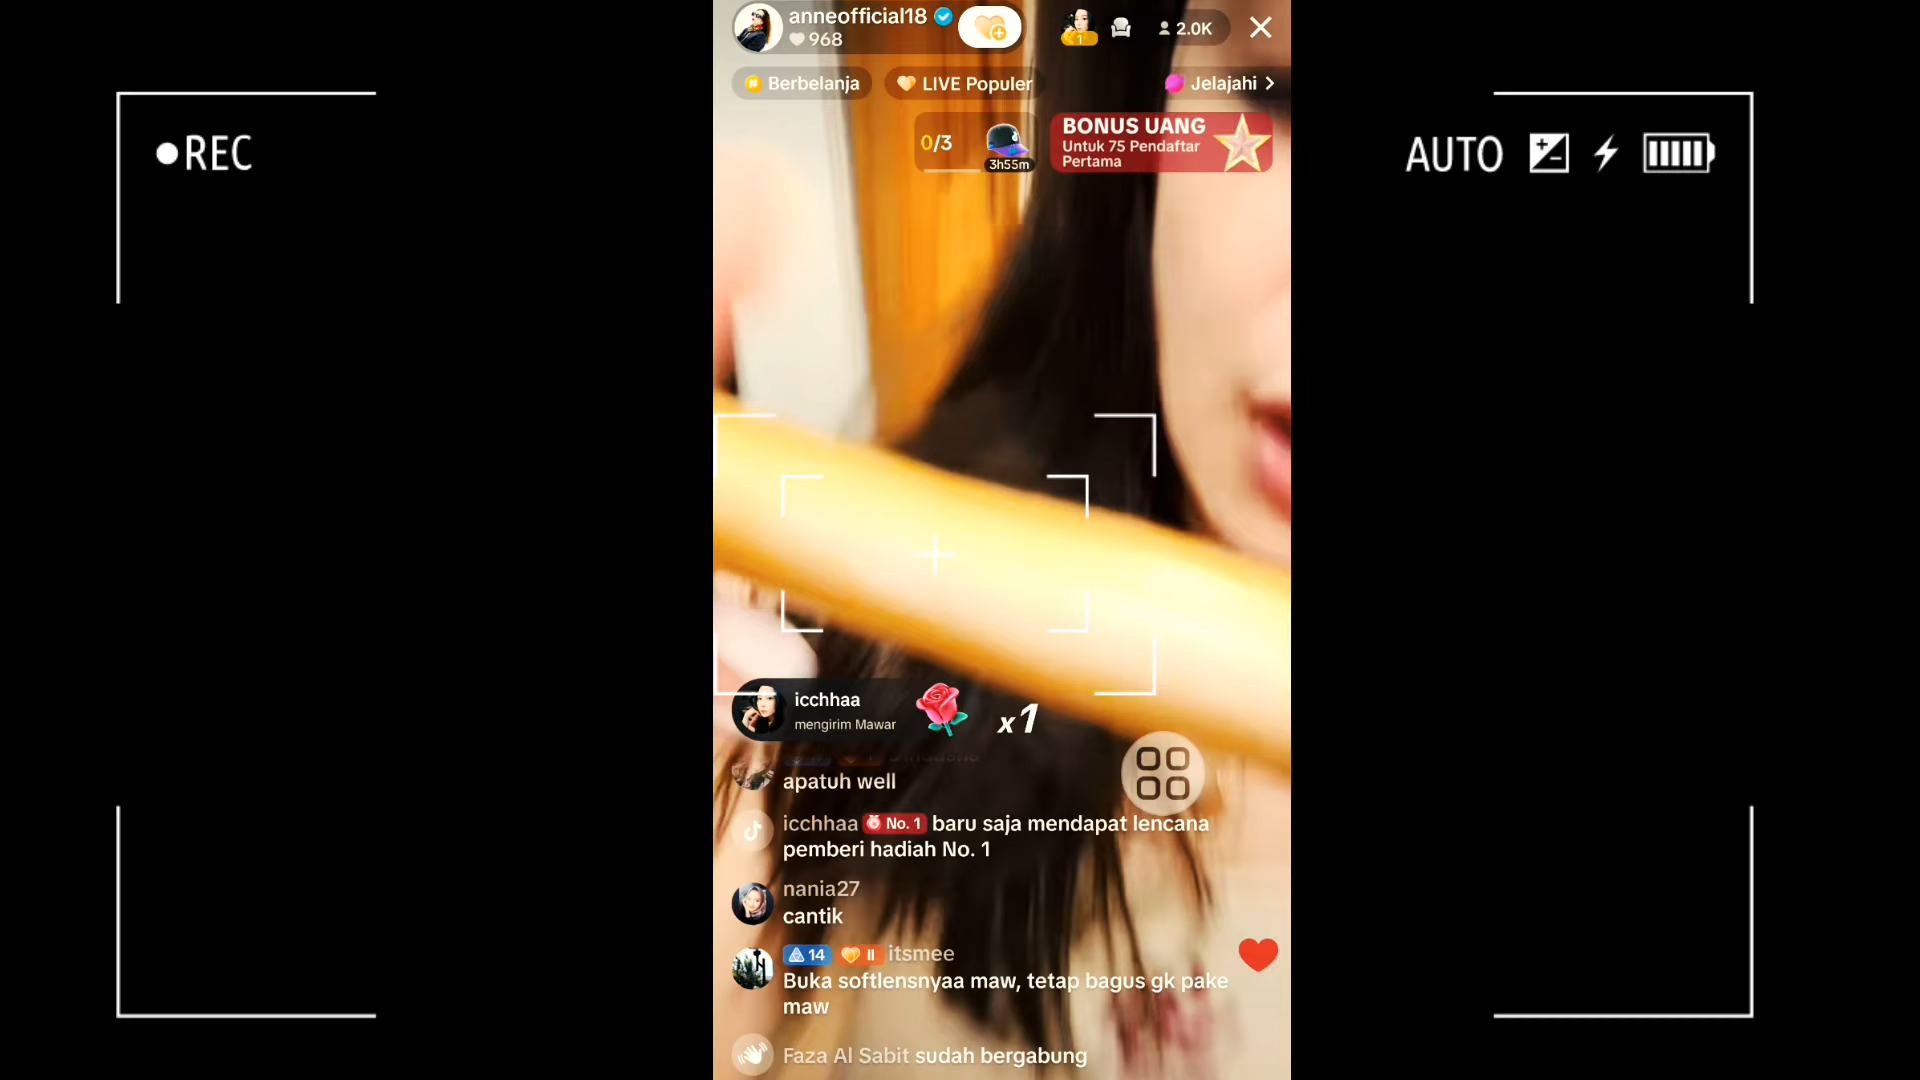 anneofficial18
968
1
2.0K
Berbelanja
LIVE Populer
Jelajahi
REC
AUTO
0/3
3h55m
BONUS UANG
Untuk 75 Pendaftar
Pertama
icchhaa
mengirim Mawar
x1
apatuh well
icchhaa No. 1 baru saja mendapat lencana
pemberi hadiah No. 1
nania27
cantik
14 II itsmee
Buka softlensnyaa maw, tetap bagus gk pake
maw
Faza Al Sabit sudah bergabung